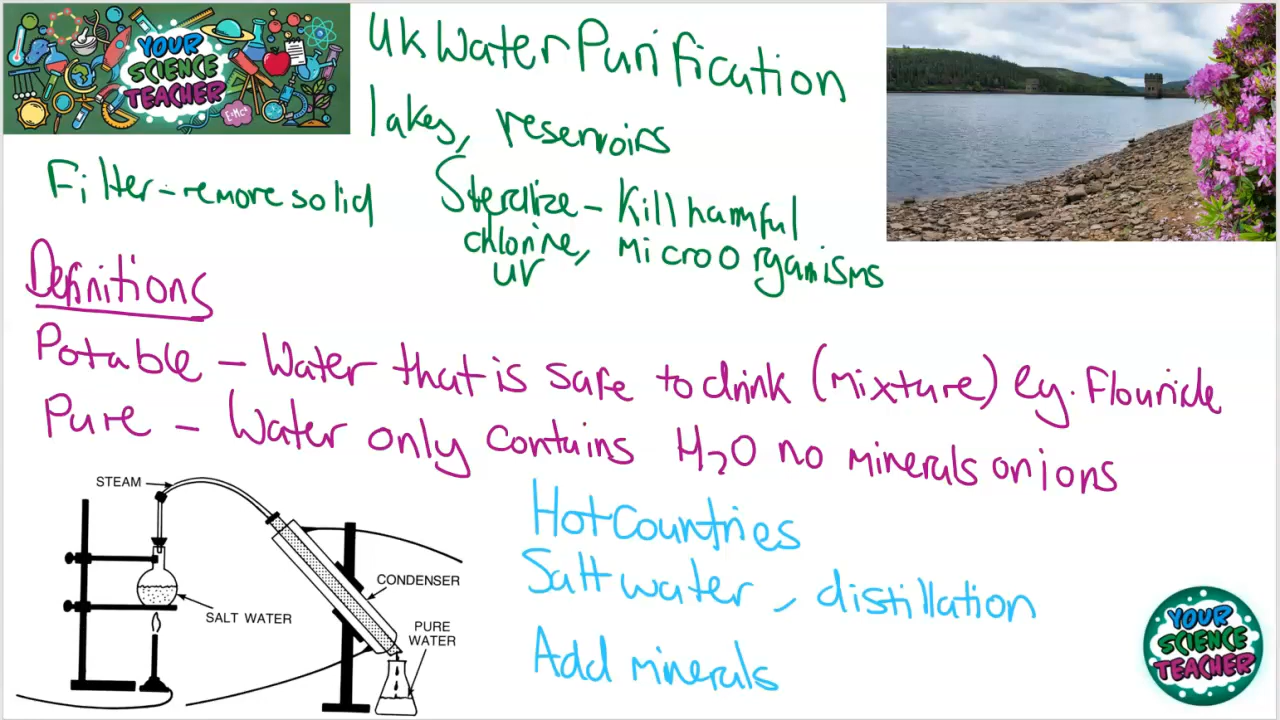 YOUR
SCIENCE
TEACHER
E=MC²
UK Water Purification
lakes, reservoirs
Filter - remove solid
Sterilize - Kill harmful
chlorine, microorganisms
UV
Definitions
Potable - Water that is safe to drink (mixture) eg. Flouride
Pure - Water only contains H₂O no minerals or ions
STEAM
CONDENSER
SALT WATER
PURE
WATER
Hot Countries
Salt water, distillation
Add minerals
YOUR
SCIENCE
TEACHER